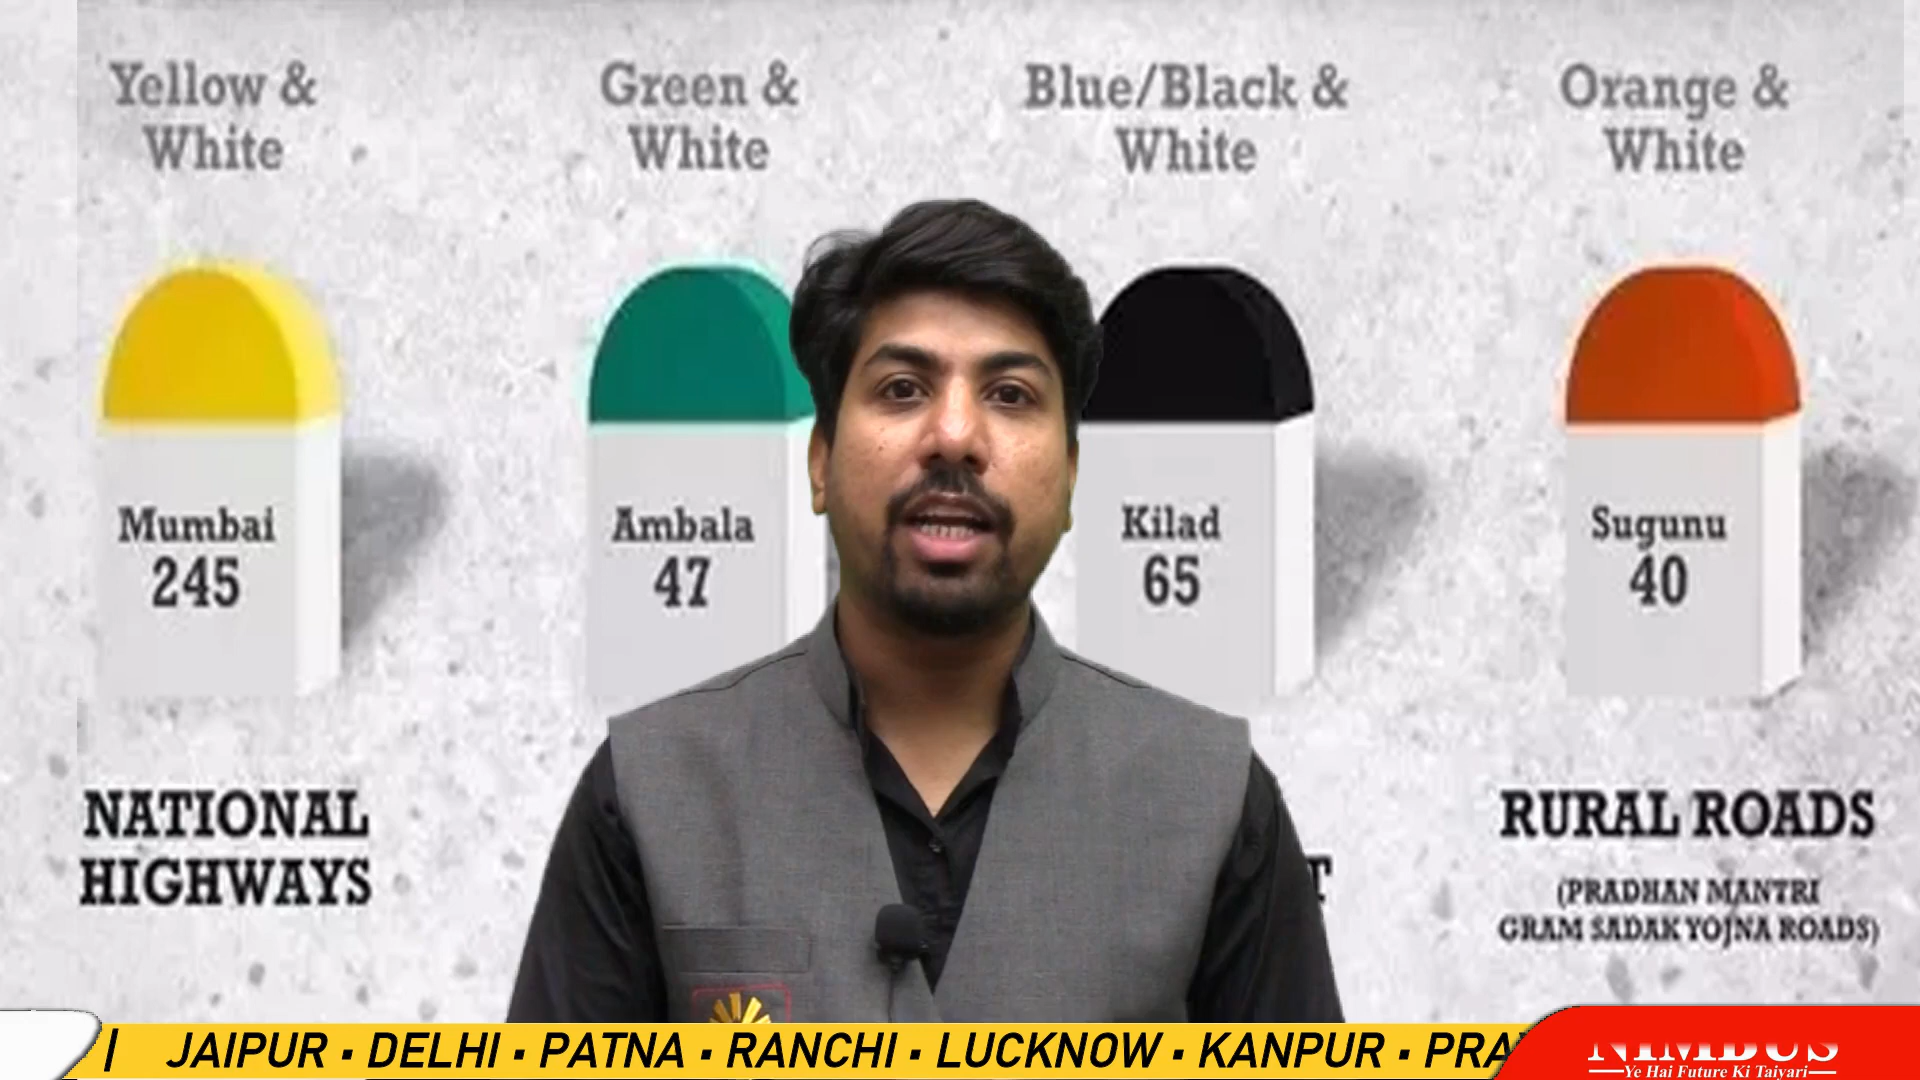 Yellow &
White
Green &
White
Blue/Black &
White
Orange &
White
Mumbai
245
Ambala
47
Kilad
65
Sugunu
40
NATIONAL
HIGHWAYS
RURAL ROADS
(PRADHAN MANTRI
GRAM SADAK YOJNA ROADS)
| JAIPUR · DELHI · PATNA · RANCHI · LUCKNOW · KANPUR · PRA
NIMBUS
Ye Hai Future Ki Taiyari